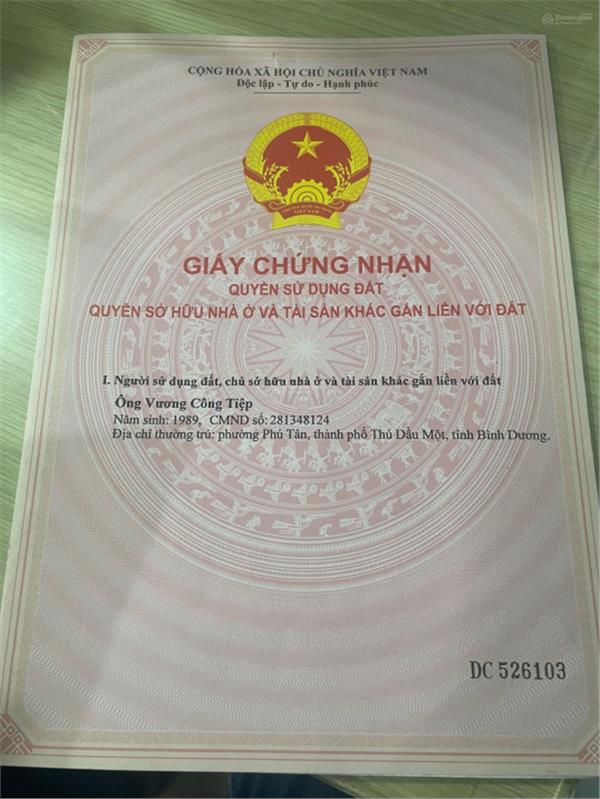 CỘNG HÒA XÃ HỘI CHỦ NGHĨA VIỆT NAM
Độc lập - Tự do - Hạnh phúc
VIỆT NAM
GIẤY CHỨNG NHẬN
QUYỀN SỬ DỤNG ĐẤT
QUYỀN SỞ HỮU NHÀ Ở VÀ TÀI SẢN KHÁC GẮN LIỀN VỚI ĐẤT
I. Người sử dụng đất, chủ sở hữu nhà ở và tài sản khác gắn liền với đất
Ông Vương Công Tiệp
Năm sinh: 1989, CMND số: 281348124
Địa chỉ thường trú: phường Phú Tân, thành phố Thủ Dầu Một, tỉnh Bình Dương.
DC 526103